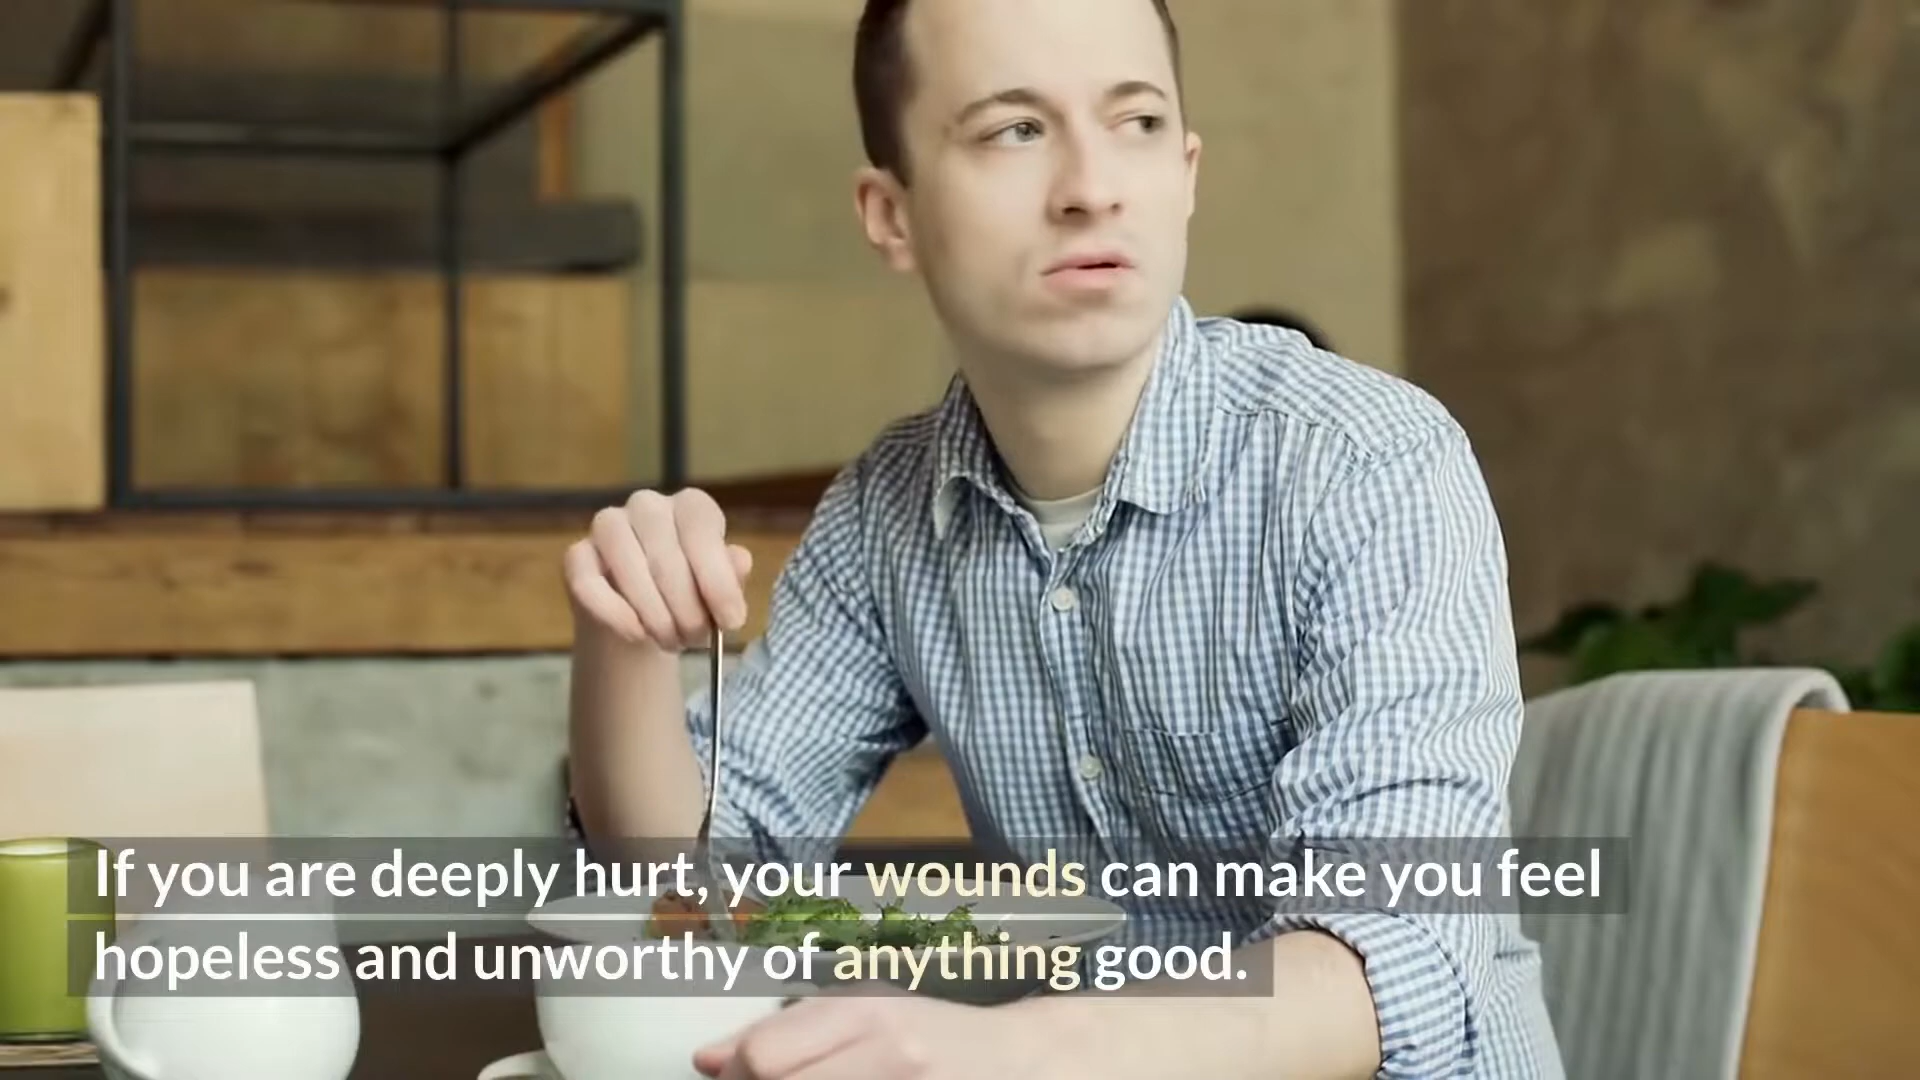 If you are deeply hurt, your wounds can make you feel
hopeless and unworthy of anything good.